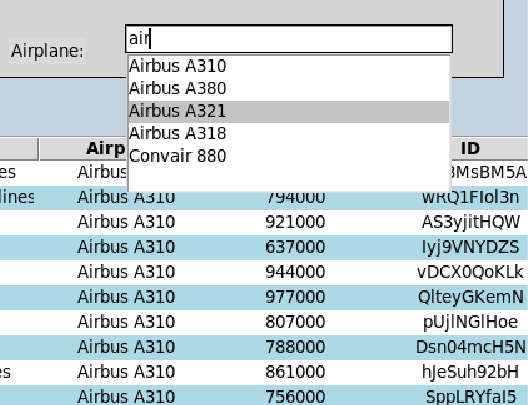 air
Airplane:
Airbus A310
Airbus A380
Airbus A321
Airbus A318
Convair 880
Airp ID
es Airbus 3MsBM5A
lines Airbus A310 794000 wRQ1FIol3n
Airbus A310 921000 AS3yjitHQW
Airbus A310 637000 Iyj9VNYDZS
Airbus A310 944000 vDCX0QoKLk
Airbus A310 977000 QlteyGKemN
Airbus A310 807000 pUjlNGlHoe
Airbus A310 788000 Dsn04mcH5N
es Airbus A310 861000 hJeSuh92bH
Airbus A310 756000 SppLRYfaI5